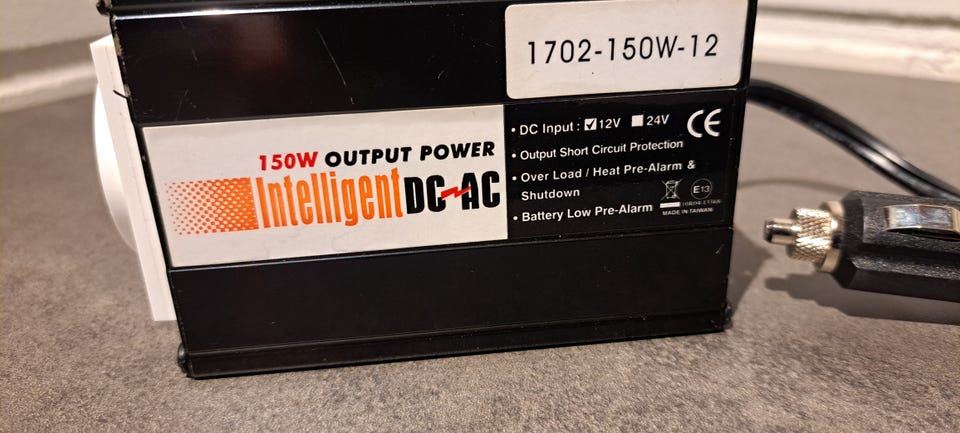 1702-150W-12
150W OUTPUT POWER
Intelligent DC AC
• DC Input : ☑ 12V ☐ 24V
• Output Short Circuit Protection
• Over Load / Heat Pre-Alarm &
Shutdown
• Battery Low Pre-Alarm
CE
E13
MADE IN TAIWAN